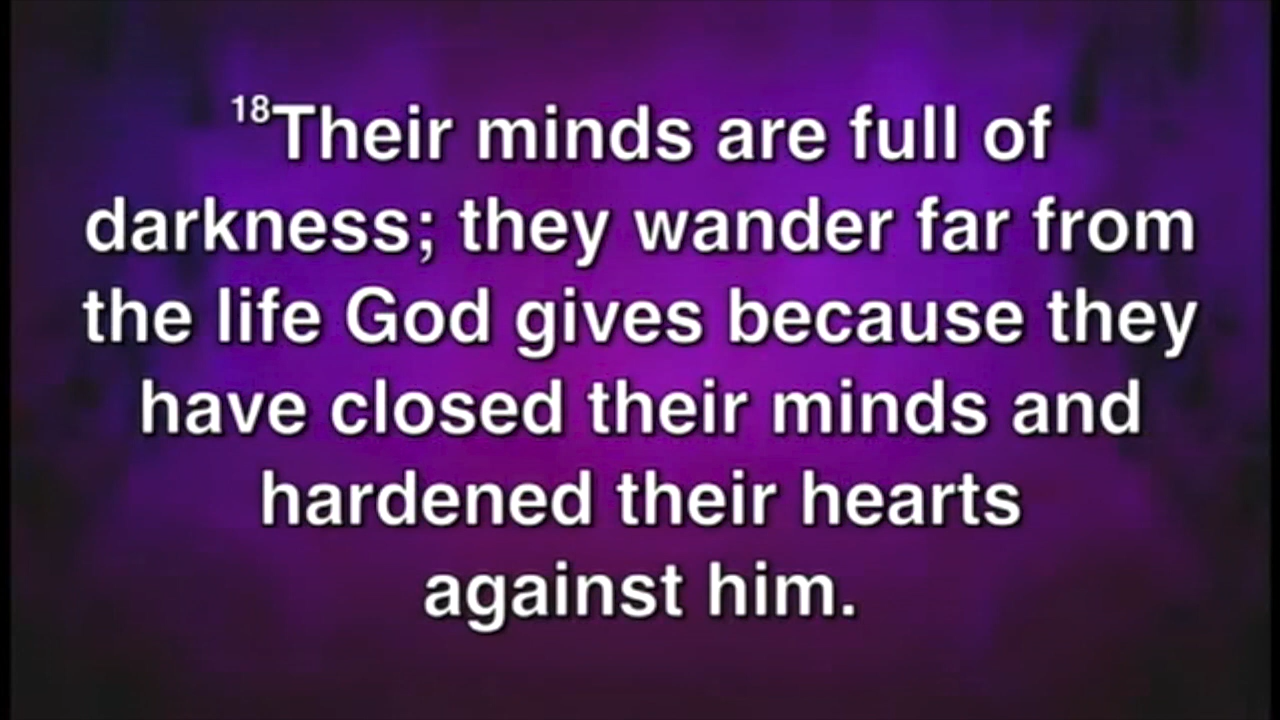 18Their minds are full of
darkness; they wander far from
the life God gives because they
have closed their minds and
hardened their hearts
against him.